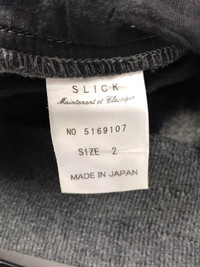 SLICK
Maintenant et Classique
NO 5169107
SIZE 2
MADE IN JAPAN